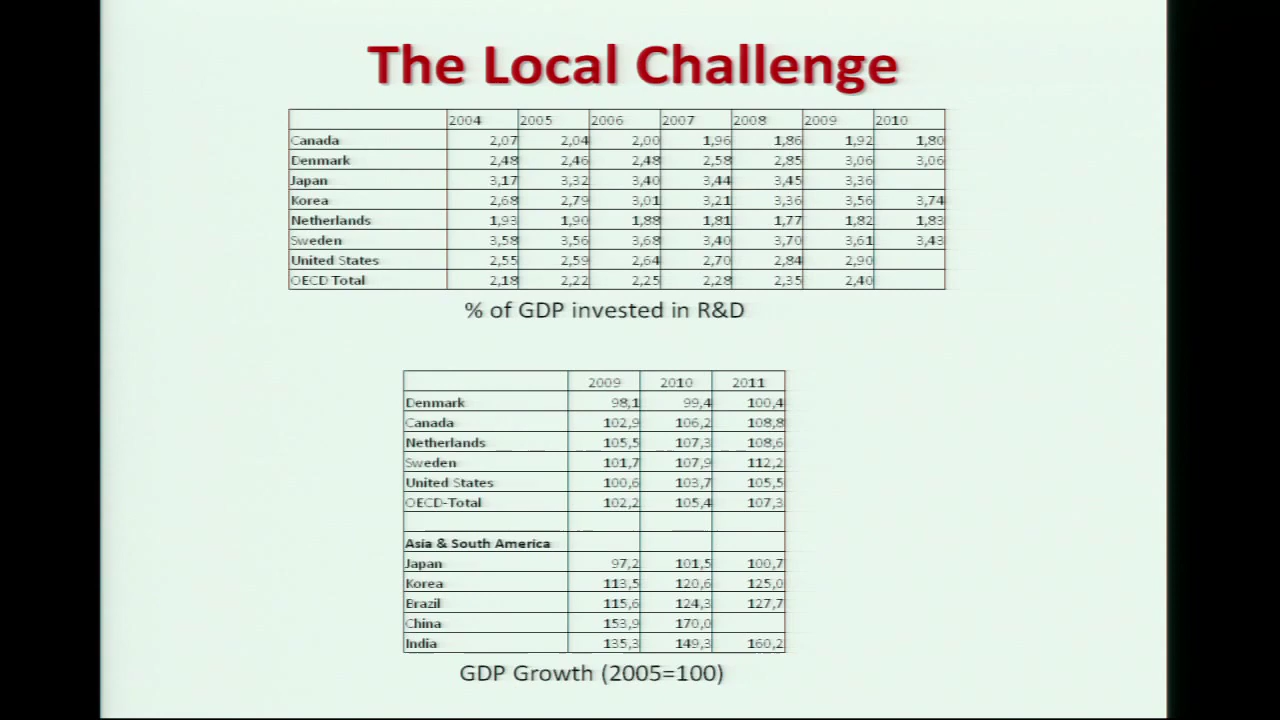 The Local Challenge
2004 2005 2006 2007 2008 2009 2010
Canada 2,07 2,04 2,00 1,96 1,86 1,92 1,80
Denmark 2,48 2,46 2,48 2,58 2,85 3,06 3,06
Japan 3,17 3,32 3,40 3,44 3,45 3,36
Korea 2,68 2,79 3,01 3,21 3,36 3,56 3,74
Netherlands 1,93 1,90 1,88 1,81 1,77 1,82 1,83
Sweden 3,58 3,56 3,68 3,40 3,70 3,61 3,43
United States 2,55 2,59 2,64 2,70 2,84 2,90
OECD Total 2,18 2,22 2,25 2,28 2,35 2,40
% of GDP invested in R&D
2009 2010 2011
Denmark 98,1 99,4 100,4
Canada 102,9 106,2 108,8
Netherlands 105,5 107,3 108,6
Sweden 101,7 107,9 112,2
United States 100,6 103,7 105,5
OECD-Total 102,2 105,4 107,3
Asia & South America
Japan 97,2 101,5 100,7
Korea 113,5 120,6 125,0
Brazil 115,6 124,3 127,7
China 153,9 170,0
India 135,3 149,3 160,2
GDP Growth (2005=100)